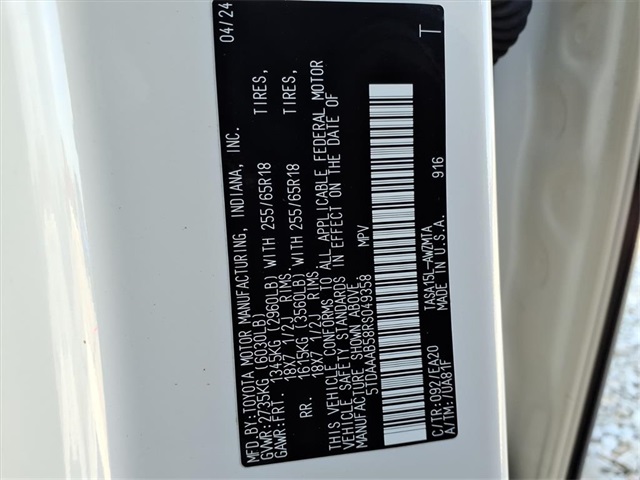 MFD.BY:TOYOTA MOTOR MANUFACTURING, INDIANA, INC. 04/24
GVWR:2735KG (6030LB)
GAWR:FRT. 1345KG (2960LB) WITH 255/65R18 TIRES,
18X7 1/2J RIMS.
RR. 1615KG (3560LB) WITH 255/65R18 TIRES,
18X7 1/2J RIMS.
THIS VEHICLE CONFORMS TO ALL APPLICABLE FEDERAL MOTOR
VEHICLE SAFETY STANDARDS IN EFFECT ON THE DATE OF
MANUFACTURE SHOWN ABOVE.
5TDAAAB58RS049358 MPV T
C/TR:092/EA20 TASA15L-AWZMTA 916
A/TM:/UA81F MADE IN U.S.A.